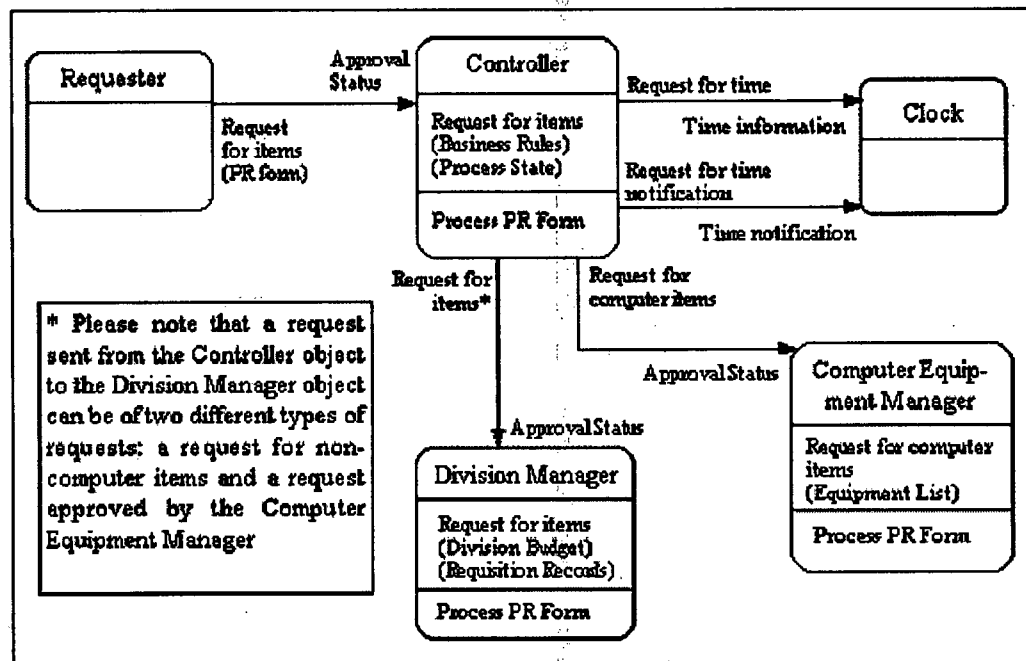 Requester
Approval
Status
Request
for items
(PR form)
Controller
Request for items
(Business Rules)
(Process State)
Process PR Form
Request for time
Time information
Request for time
notification
Time notification
Clock
Request for
items*
Request for
computer items
* Please note that a request
sent from the Controller object
to the Division Manager object
can be of two different types of
requests: a request for non-
computer items and a request
approved by the Computer
Equipment Manager
Approval Status
Approval Status
Division Manager
Request for items
(Division Budget)
(Requisition Records)
Process PR Form
Computer Equip-
ment Manager
Request for computer
items
(Equipment List)
Process PR Form